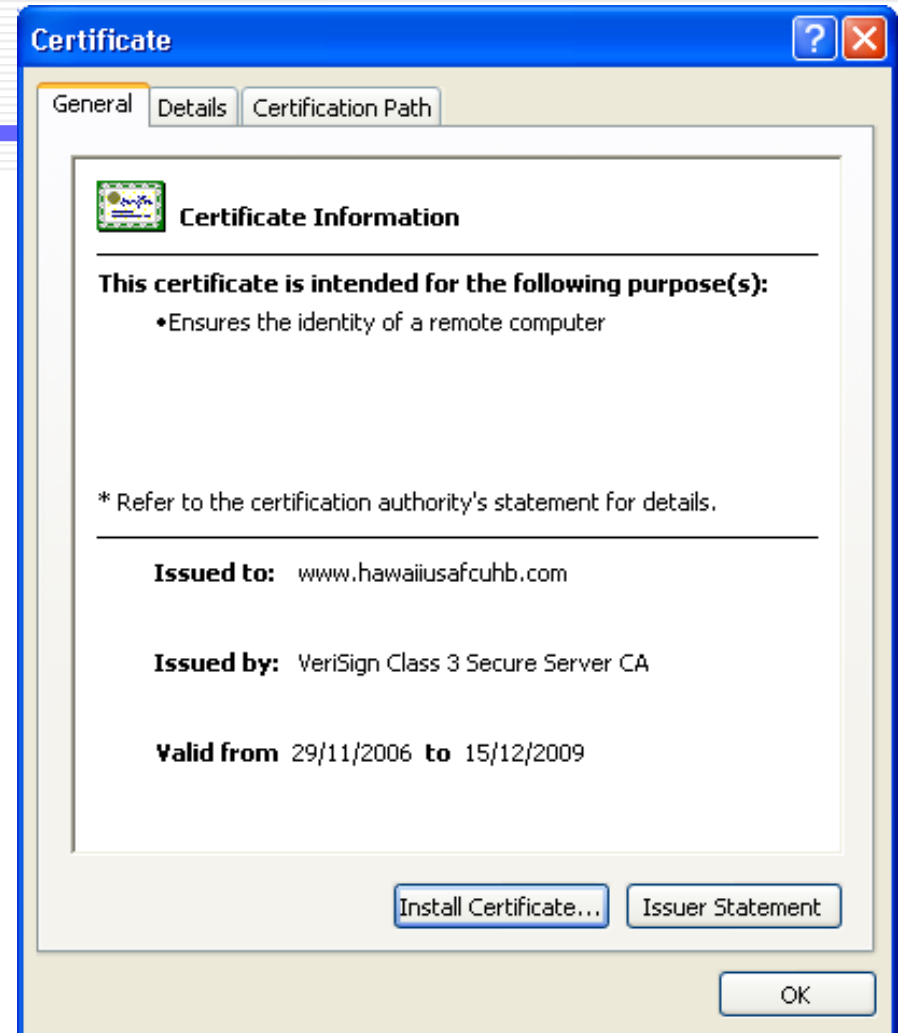 Certificate
General Details Certification Path
Certificate Information
This certificate is intended for the following purpose(s):
•Ensures the identity of a remote computer
* Refer to the certification authority's statement for details.
Issued to: www.hawaiiusafcuhb.com
Issued by: VeriSign Class 3 Secure Server CA
Valid from 29/11/2006 to 15/12/2009
Install Certificate... Issuer Statement
OK